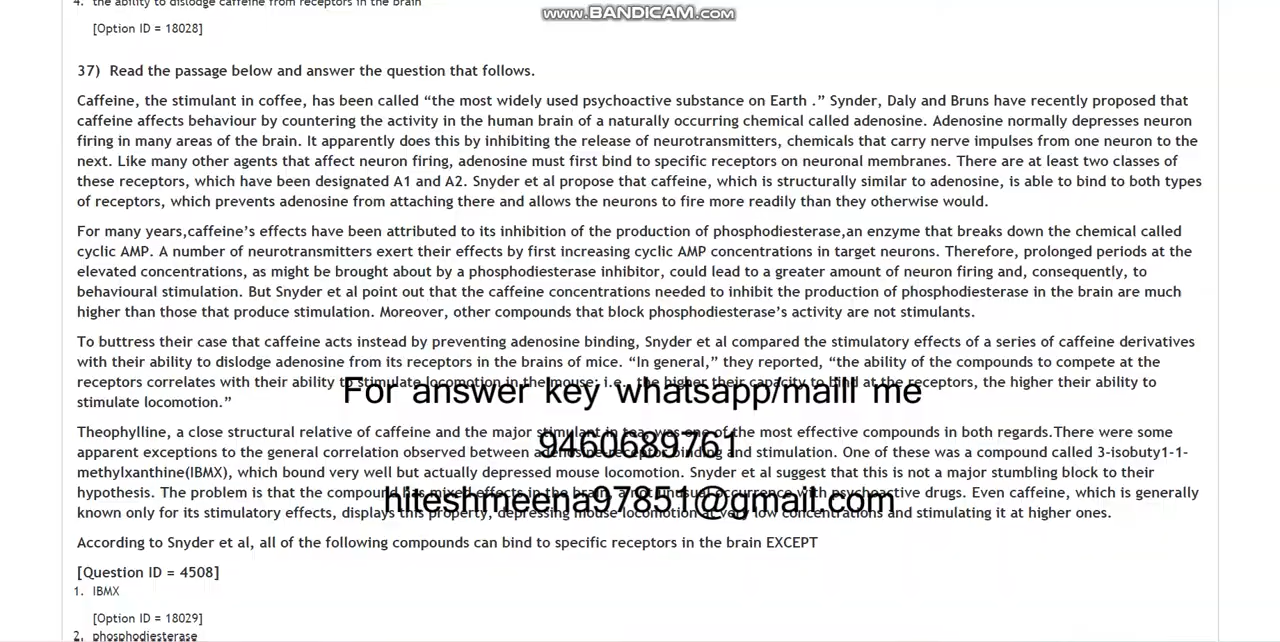 4. the ability to dislodge caffeine from receptors in the brain
www.BANDICAM.com
[Option ID = 18028]
37) Read the passage below and answer the question that follows.
Caffeine, the stimulant in coffee, has been called “the most widely used psychoactive substance on Earth .” Synder, Daly and Bruns have recently proposed that
caffeine affects behaviour by countering the activity in the human brain of a naturally occurring chemical called adenosine. Adenosine normally depresses neuron
firing in many areas of the brain. It apparently does this by inhibiting the release of neurotransmitters, chemicals that carry nerve impulses from one neuron to the
next. Like many other agents that affect neuron firing, adenosine must first bind to specific receptors on neuronal membranes. There are at least two classes of
these receptors, which have been designated A1 and A2. Snyder et al propose that caffeine, which is structurally similar to adenosine, is able to bind to both types
of receptors, which prevents adenosine from attaching there and allows the neurons to fire more readily than they otherwise would.
For many years,caffeine’s effects have been attributed to its inhibition of the production of phosphodiesterase,an enzyme that breaks down the chemical called
cyclic AMP. A number of neurotransmitters exert their effects by first increasing cyclic AMP concentrations in target neurons. Therefore, prolonged periods at the
elevated concentrations, as might be brought about by a phosphodiesterase inhibitor, could lead to a greater amount of neuron firing and, consequently, to
behavioural stimulation. But Snyder et al point out that the caffeine concentrations needed to inhibit the production of phosphodiesterase in the brain are much
higher than those that produce stimulation. Moreover, other compounds that block phosphodiesterase’s activity are not stimulants.
To buttress their case that caffeine acts instead by preventing adenosine binding, Snyder et al compared the stimulatory effects of a series of caffeine derivatives
with their ability to dislodge adenosine from its receptors in the brains of mice. “In general,” they reported, “the ability of the compounds to compete at the
receptors correlates with their ability to stimulate locomotion in the mouse; i.e., the higher their capacity to bind at the receptors, the higher their ability to
For answer key whatsapp/maill me
stimulate locomotion.”
Theophylline, a close structural relative of caffeine and the major stimulant in tea, was one of the most effective compounds in both regards.There were some
9460689761
apparent exceptions to the general correlation observed between adenosine-receptor binding and stimulation. One of these was a compound called 3-isobuty1-1-
methylxanthine(IBMX), which bound very well but actually depressed mouse locomotion. Snyder et al suggest that this is not a major stumbling block to their
hypothesis. The problem is that the compound has mixed effects in the brain, a not unusual occurrence with psychoactive drugs. Even caffeine, which is generally
hiteshmeena97851@gmail.com
known only for its stimulatory effects, displays this property, depressing mouse locomotion at very low concentrations and stimulating it at higher ones.
According to Snyder et al, all of the following compounds can bind to specific receptors in the brain EXCEPT
[Question ID = 4508]
1. IBMX
[Option ID = 18029]
2. phosphodiesterase